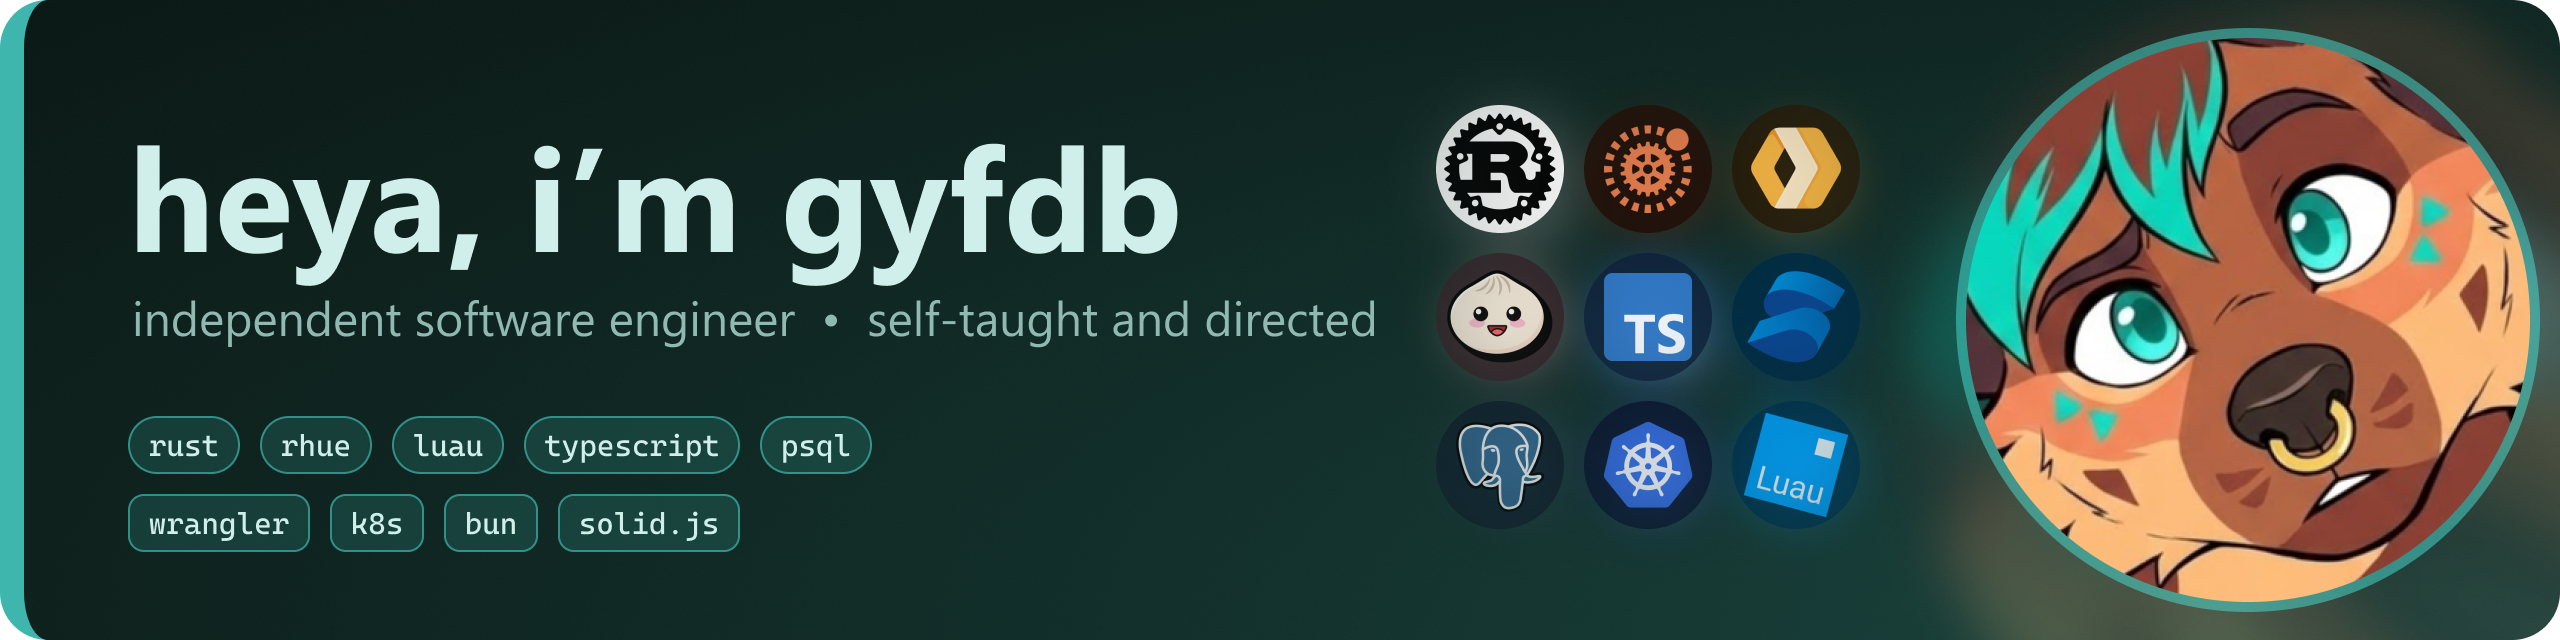 heya, i’m gyfdb
independent software engineer • self-taught and directed
rust rhue luau typescript psql
wrangler k8s bun solid.js
R
TS
Luau